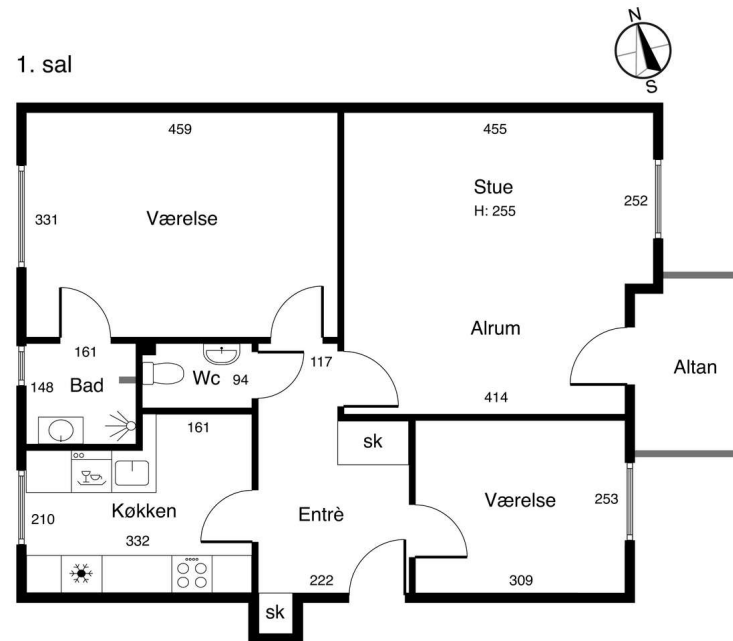 1. sal
N
S
459
455
331
Værelse
Stue
H: 255
252
Alrum
161
148
Bad
Wc
94
117
414
Altan
161
sk
210
Køkken
332
Entrè
222
Værelse
253
309
sk